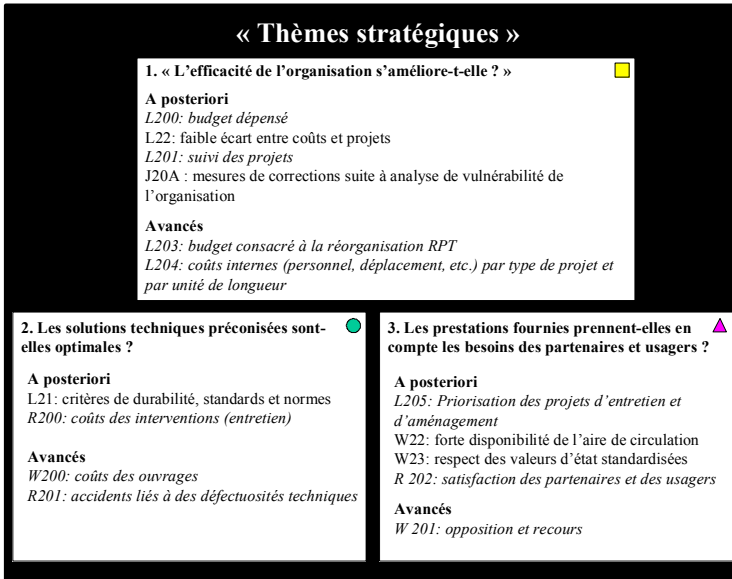 « Thèmes stratégiques »
1. « L’efficacité de l’organisation s’améliore-t-elle ? »
A posteriori
L200: budget dépensé
L22: faible écart entre coûts et projets
L201: suivi des projets
J20A : mesures de corrections suite à analyse de vulnérabilité de
l’organisation
Avancés
L203: budget consacré à la réorganisation RPT
L204: coûts internes (personnel, déplacement, etc.) par type de projet et
par unité de longueur
2. Les solutions techniques préconisées sont-
elles optimales ?
A posteriori
L21: critères de durabilité, standards et normes
R200: coûts des interventions (entretien)
Avancés
W200: coûts des ouvrages
R201: accidents liés à des défectuosités techniques
3. Les prestations fournies prennent-elles en
compte les besoins des partenaires et usagers ?
A posteriori
L205: Priorisation des projets d’entretien et
d’aménagement
W22: forte disponibilité de l’aire de circulation
W23: respect des valeurs d’état standardisées
R 202: satisfaction des partenaires et des usagers
Avancés
W 201: opposition et recours